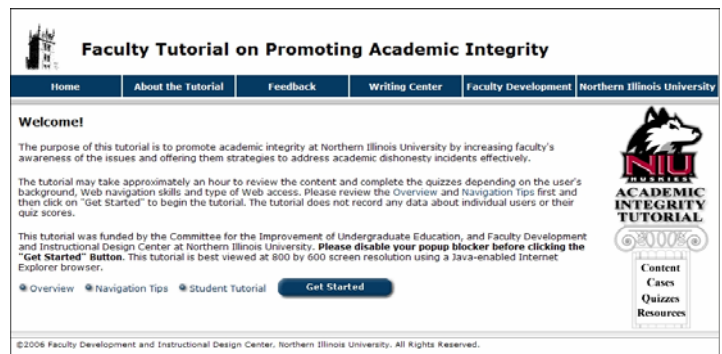 Faculty Tutorial on Promoting Academic Integrity
Home About the Tutorial Feedback Writing Center Faculty Development Northern Illinois University
Welcome!
The purpose of this tutorial is to promote academic integrity at Northern Illinois University by increasing faculty's
awareness of the issues and offering them strategies to address academic dishonesty incidents effectively.
The tutorial may take approximately an hour to review the content and complete the quizzes depending on the user's
background, Web navigation skills and type of Web access. Please review the Overview and Navigation Tips first and
then click on "Get Started" to begin the tutorial. The tutorial does not record any data about individual users or their
quiz scores.
This tutorial was funded by the Committee for the Improvement of Undergraduate Education, and Faculty Development
and Instructional Design Center at Northern Illinois University. Please disable your popup blocker before clicking the
"Get Started" Button. This tutorial is best viewed at 800 by 600 screen resolution using a Java-enabled Internet
Explorer browser.
Overview Navigation Tips Student Tutorial Get Started
NIU
HUSKIES
ACADEMIC
INTEGRITY
TUTORIAL
Content
Cases
Quizzes
Resources
©2006 Faculty Development and Instructional Design Center, Northern Illinois University. All Rights Reserved.